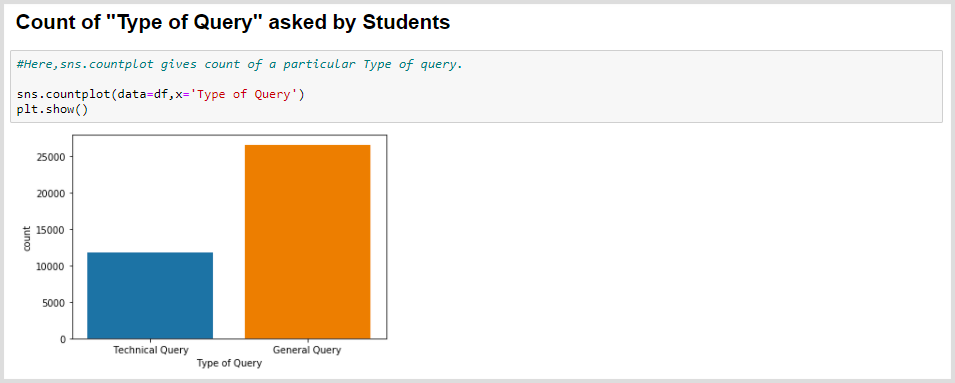 Count of "Type of Query" asked by Students
#Here,sns.countplot gives count of a particular Type of query.
sns.countplot(data=df,x='Type of Query')
plt.show()
25000
20000
15000
10000
5000
0
count
Technical Query General Query
Type of Query